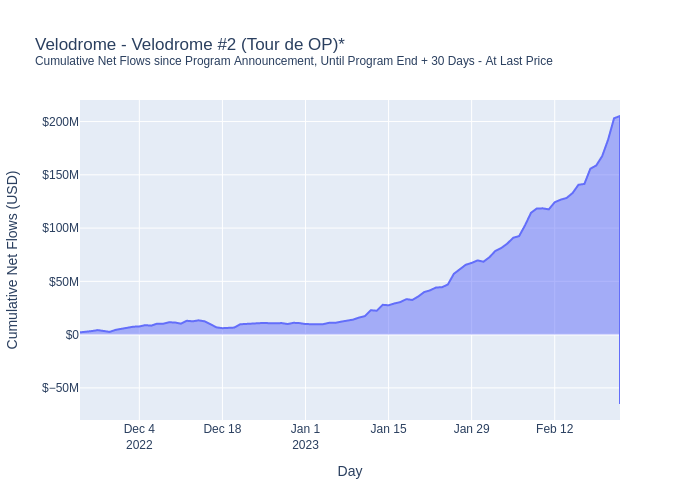 Velodrome - Velodrome #2 (Tour de OP)*
Cumulative Net Flows since Program Announcement, Until Program End + 30 Days - At Last Price
Cumulative Net Flows (USD)
$200M
$150M
$100M
$50M
$0
$−50M
Dec 4
2022
Dec 18
Jan 1
2023
Jan 15
Jan 29
Feb 12
Day